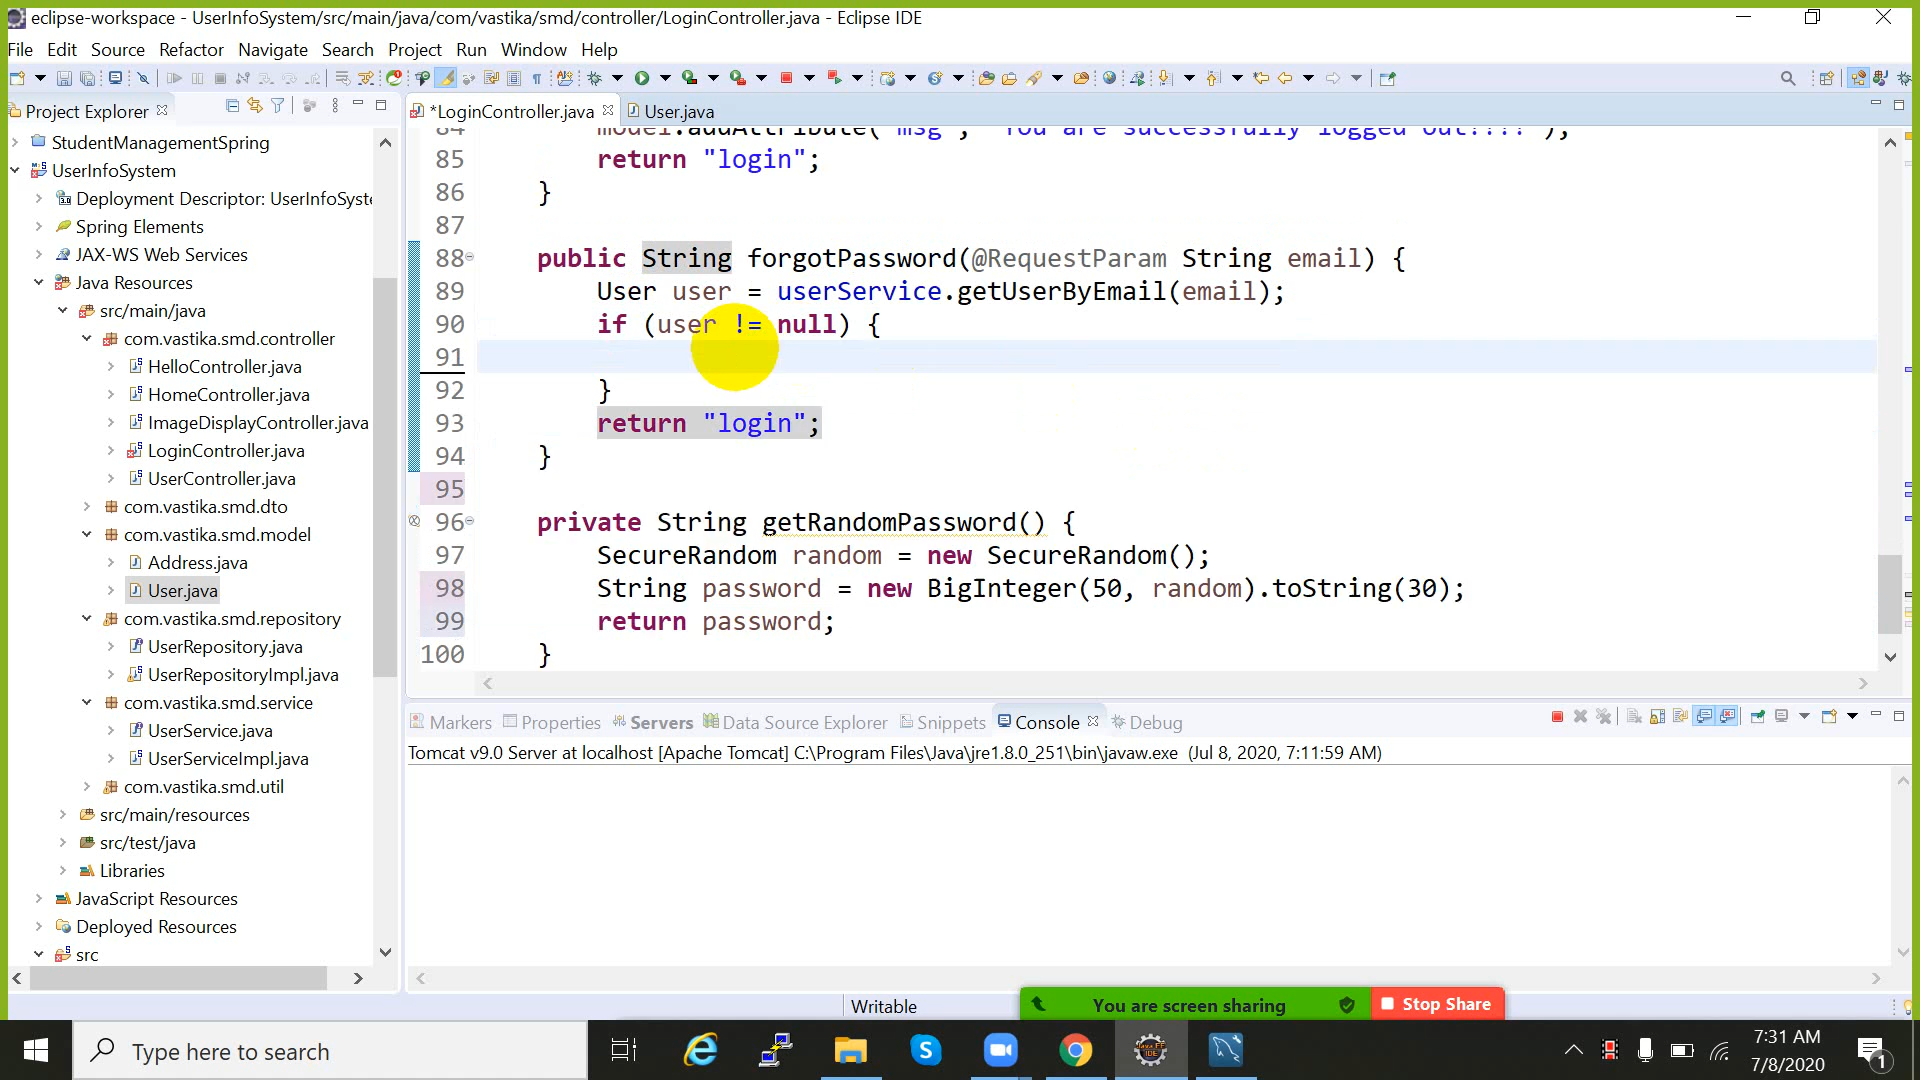 eclipse-workspace - UserInfoSystem/src/main/java/com/vastika/smd/controller/LoginController.java - Eclipse IDE
File Edit Source Refactor Navigate Search Project Run Window Help
Project Explorer
StudentManagementSpring
UserInfoSystem
Deployment Descriptor: UserInfoSyste
Spring Elements
JAX-WS Web Services
Java Resources
src/main/java
com.vastika.smd.controller
HelloController.java
HomeController.java
ImageDisplayController.java
LoginController.java
UserController.java
com.vastika.smd.dto
com.vastika.smd.model
Address.java
User.java
com.vastika.smd.repository
UserRepository.java
UserRepositoryImpl.java
com.vastika.smd.service
UserService.java
UserServiceImpl.java
com.vastika.smd.util
src/main/resources
src/test/java
Libraries
JavaScript Resources
Deployed Resources
src
*LoginController.java
User.java
84 model.addAttribute("msg", "You are successfully logged out!!!!");
85 return "login";
86 }
87
88 public String forgotPassword(@RequestParam String email) {
89 User user = userService.getUserByEmail(email);
90 if (user != null) {
91
92 }
93 return "login";
94 }
95
96 private String getRandomPassword() {
97 SecureRandom random = new SecureRandom();
98 String password = new BigInteger(50, random).toString(30);
99 return password;
100 }
Markers Properties Servers Data Source Explorer Snippets Console Debug
Tomcat v9.0 Server at localhost [Apache Tomcat] C:\Program Files\Java\jre1.8.0_251\bin\javaw.exe (Jul 8, 2020, 7:11:59 AM)
Writable
You are screen sharing
Stop Share
Type here to search
7:31 AM
7/8/2020
1